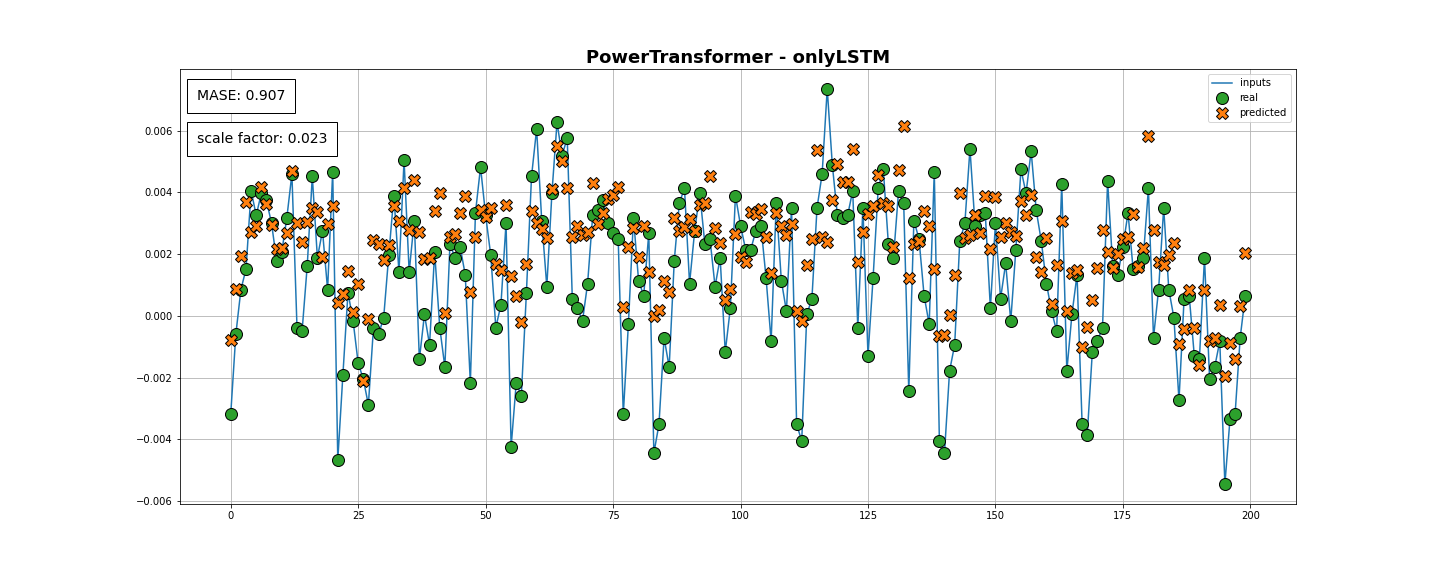 PowerTransformer - onlyLSTM
MASE: 0.907
scale factor: 0.023
inputs
real
predicted
0.006
0.004
0.002
0.000
−0.002
−0.004
−0.006
0 25 50 75 100 125 150 175 200